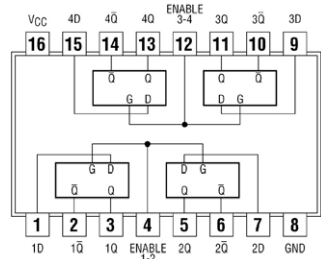 ENABLE
V_CC 4D 4Q̅ 4Q 3-4 3Q 3Q̅ 3D
16 15 14 13 12 11 10 9
Q̅ Q Q Q̅
G D D G
G D D G
Q̅ Q Q Q̅
1 2 3 4 5 6 7 8
1D 1Q̅ 1Q ENABLE 2Q 2Q̅ 2D GND
1-2